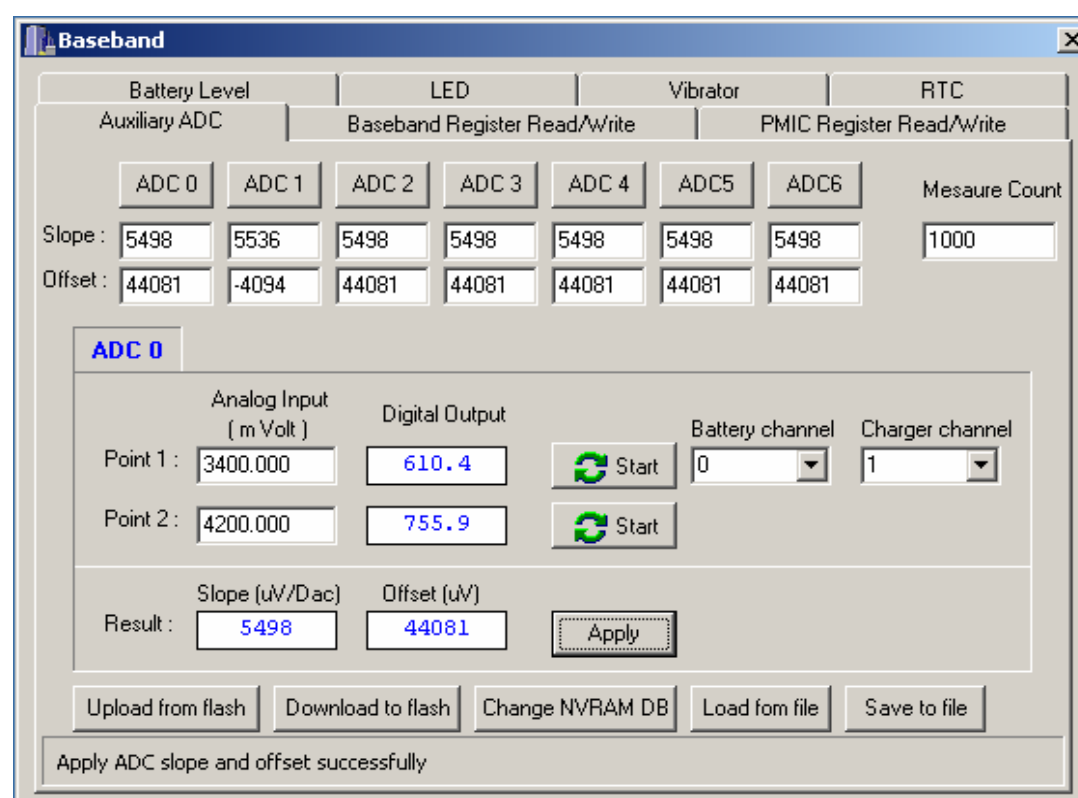 Baseband
Battery Level LED Vibrator RTC
Auxiliary ADC Baseband Register Read/Write PMIC Register Read/Write
ADC 0 ADC 1 ADC 2 ADC 3 ADC 4 ADC5 ADC6 Mesaure Count
Slope : 5498 5536 5498 5498 5498 5498 5498 1000
Offset : 44081 -4094 44081 44081 44081 44081 44081
ADC 0
Analog Input
( m Volt )
Digital Output
Battery channel Charger channel
Point 1 : 3400.000 610.4 Start 0 1
Point 2 : 4200.000 755.9 Start
Slope (uV/Dac) Offset (uV)
Result : 5498 44081 Apply
Upload from flash Download to flash Change NVRAM DB Load fom file Save to file
Apply ADC slope and offset successfully